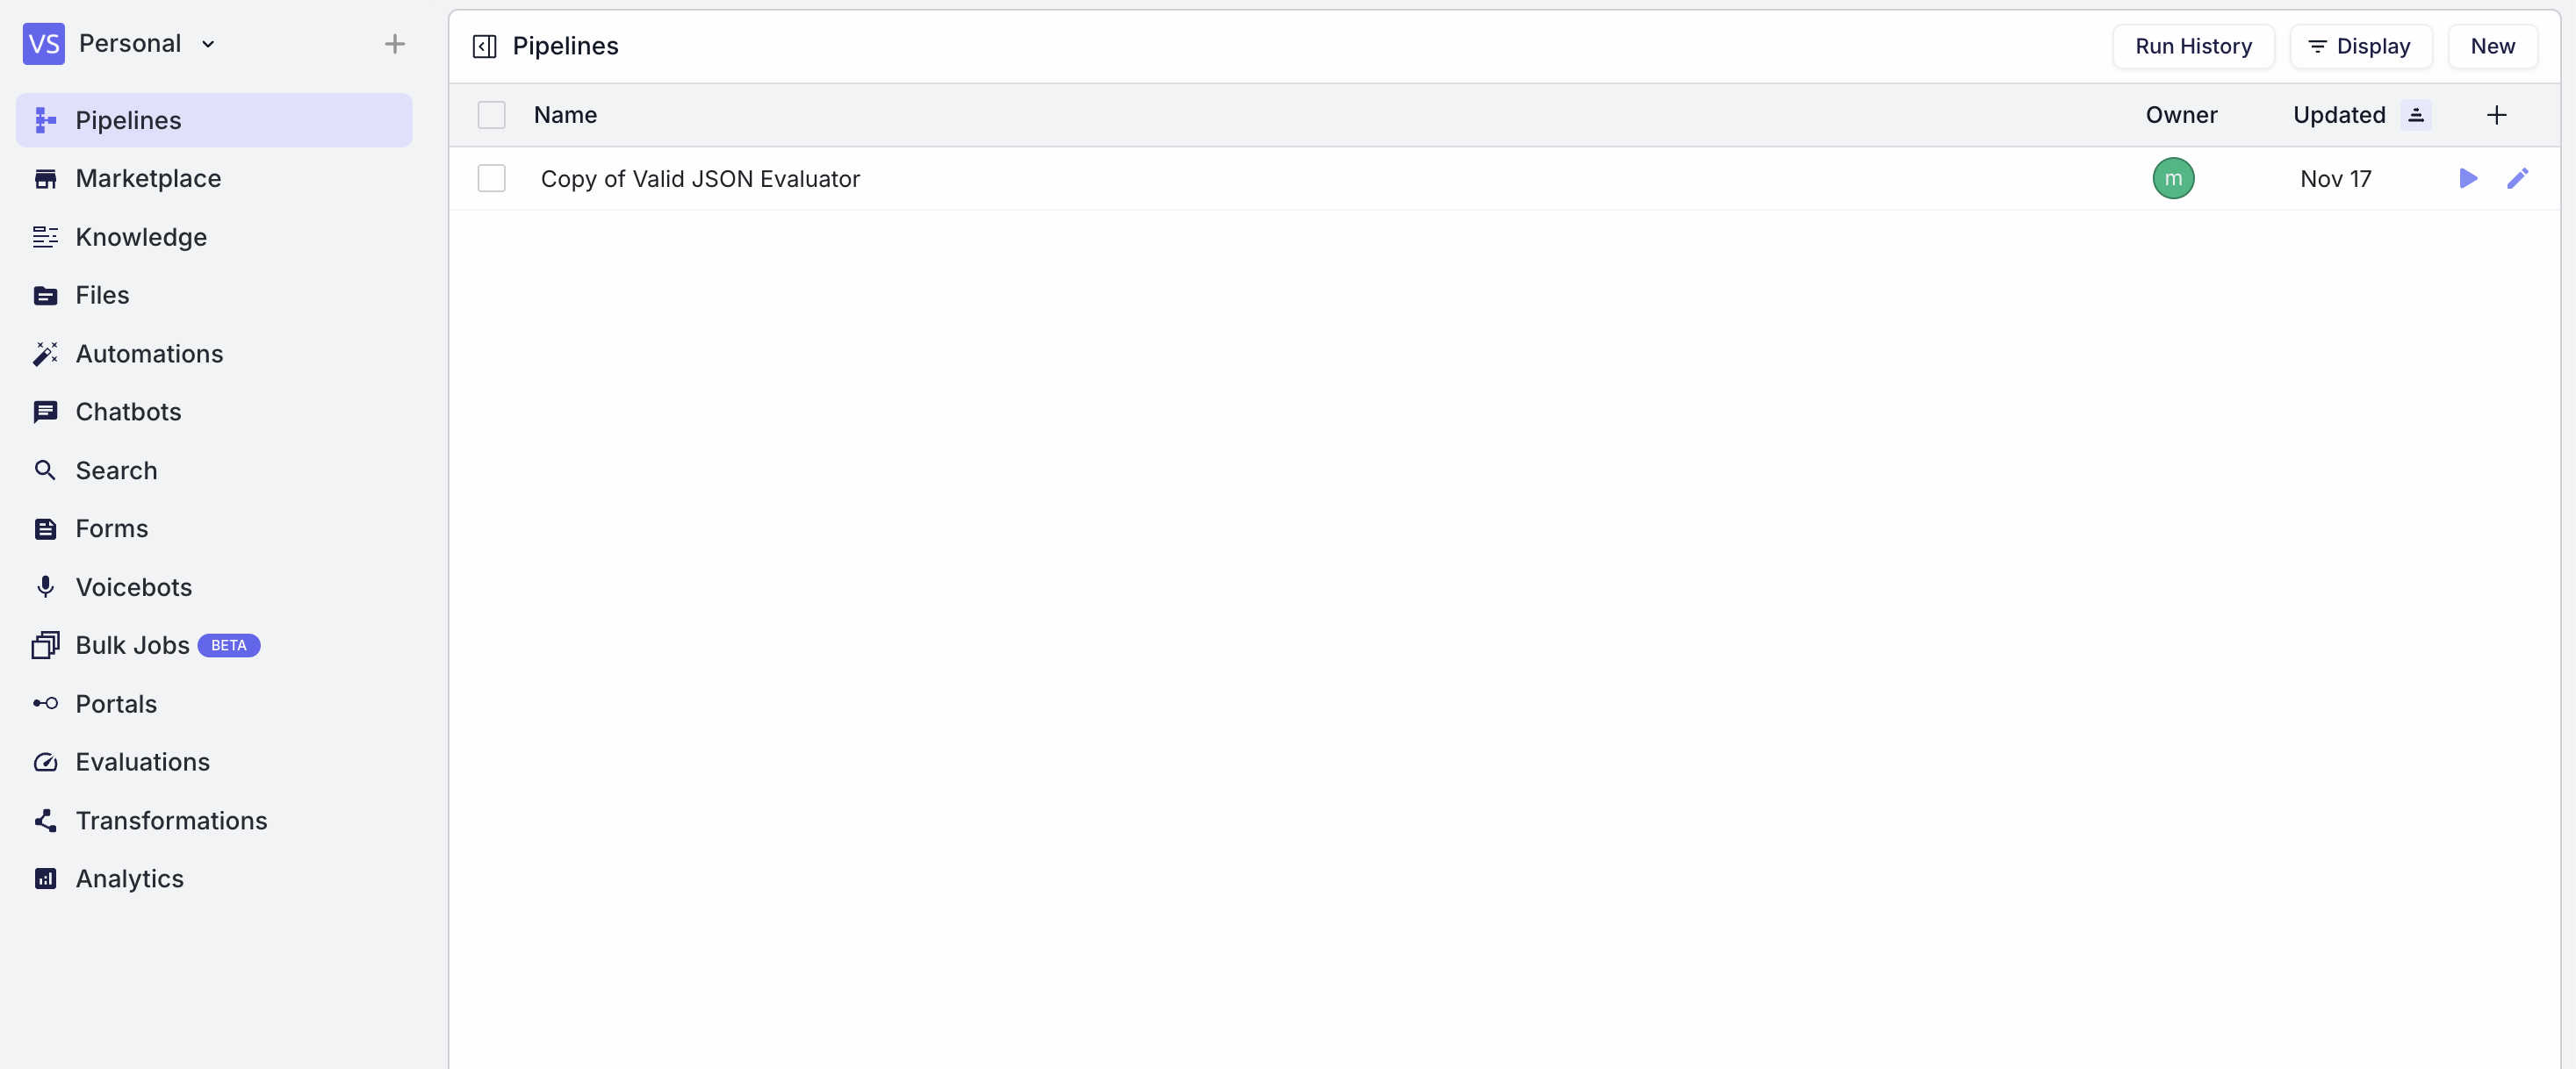 VS Personal
Pipelines
Marketplace
Knowledge
Files
Automations
Chatbots
Search
Forms
Voicebots
Bulk Jobs BETA
Portals
Evaluations
Transformations
Analytics
Pipelines Run History Display New
Name Owner Updated
Copy of Valid JSON Evaluator m Nov 17